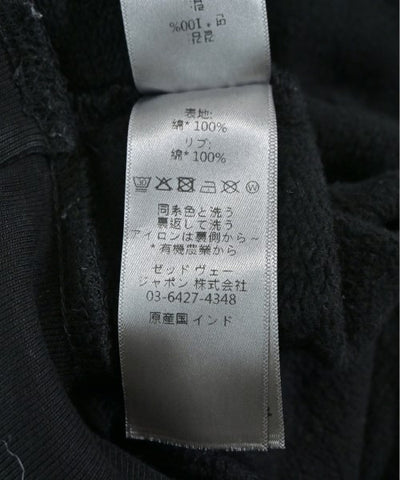 表地:
綿* 100%
リブ:
綿* 100%
同系色と洗う
裏返して洗う
アイロンは裏側から~
* 有機農業から
ゼッド ヴェー
ジャポン 株式会社
03-6427-4348
原産国 インド